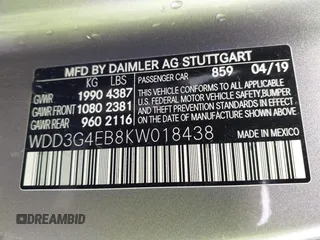 MFD BY DAIMLER AG STUTTGART
KG LBS
PASSENGER CAR 859 04/19
GVWR 1990 4387
GAWR FRONT 1080 2381
GAWR REAR 960 2116
THIS VEHICLE CONFORMS TO ALL APPLICABLE
U.S. FEDERAL MOTOR VEHICLE SAFETY, BUMPER
AND THEFT PREVENTION STANDARDS IN EFFECT
ON THE DATE OF MANUFACTURE SHOWN ABOVE.
WDD3G4EB8KW018438
MADE IN MEXICO
DREAMBID